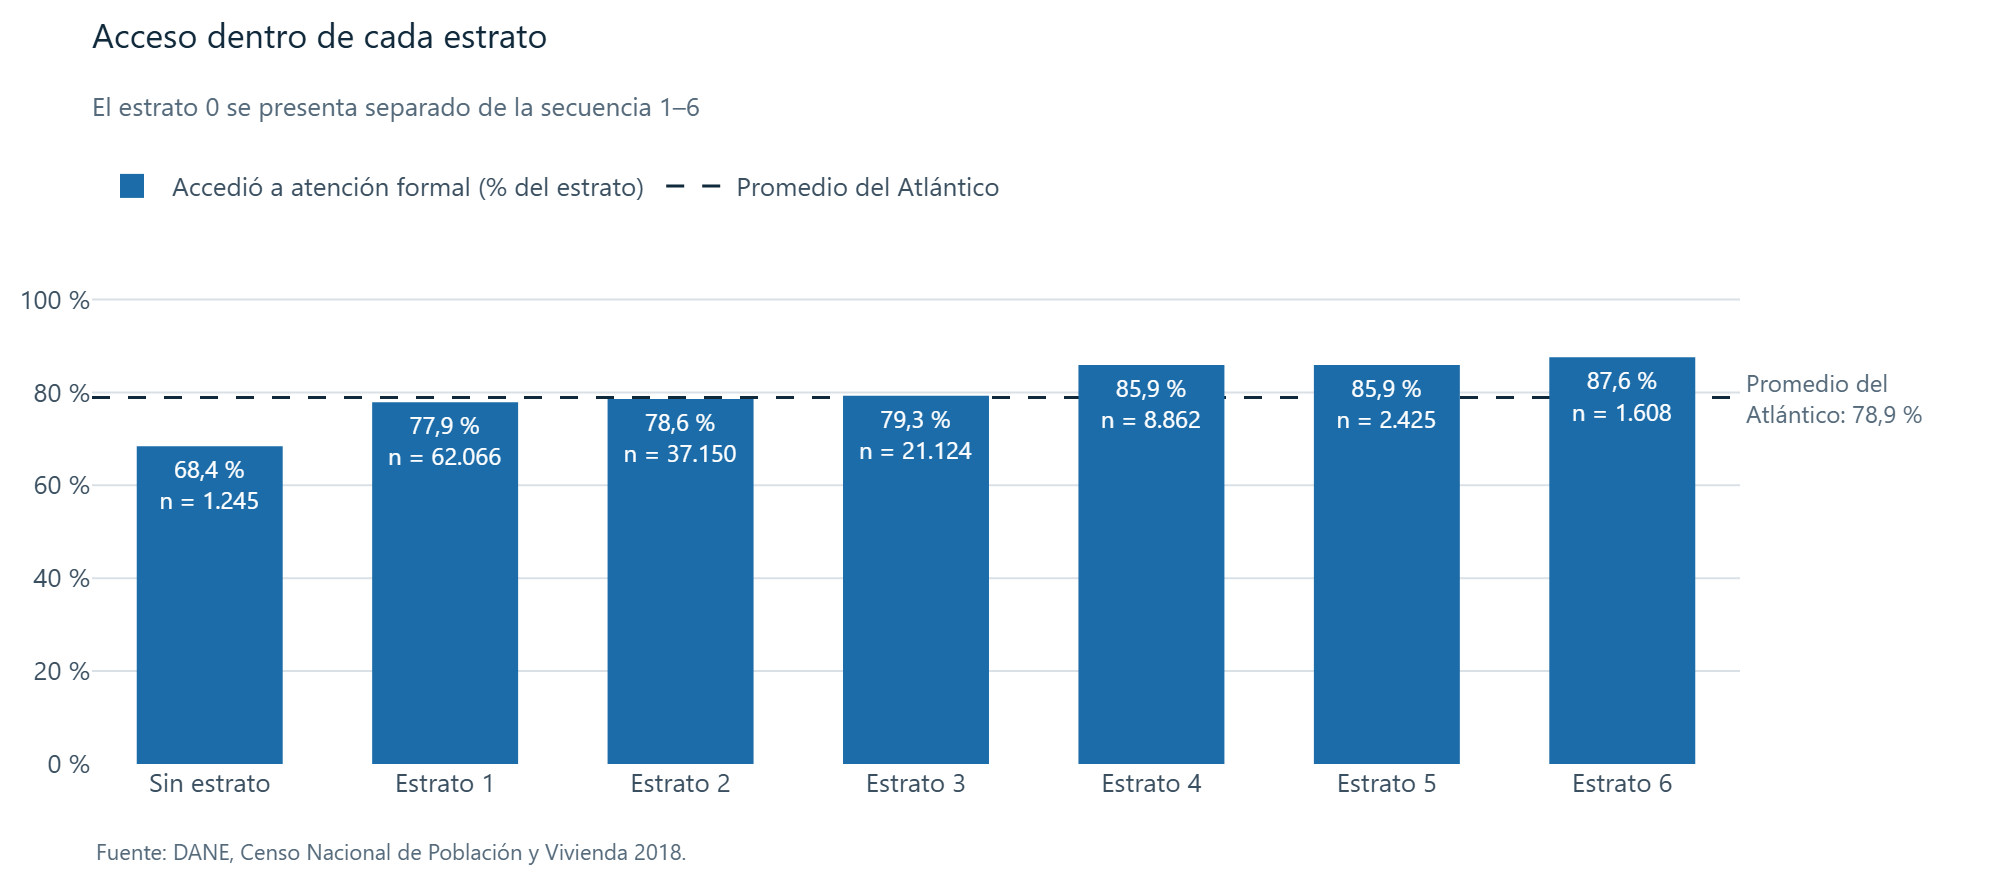 Acceso dentro de cada estrato
El estrato 0 se presenta separado de la secuencia 1–6
Accedió a atención formal (% del estrato)
Promedio del Atlántico
100 %
80 %
60 %
40 %
20 %
0 %
68,4 %
n = 1.245
77,9 %
n = 62.066
78,6 %
n = 37.150
79,3 %
n = 21.124
85,9 %
n = 8.862
85,9 %
n = 2.425
87,6 %
n = 1.608
Promedio del
Atlántico: 78,9 %
Sin estrato
Estrato 1
Estrato 2
Estrato 3
Estrato 4
Estrato 5
Estrato 6
Fuente: DANE, Censo Nacional de Población y Vivienda 2018.